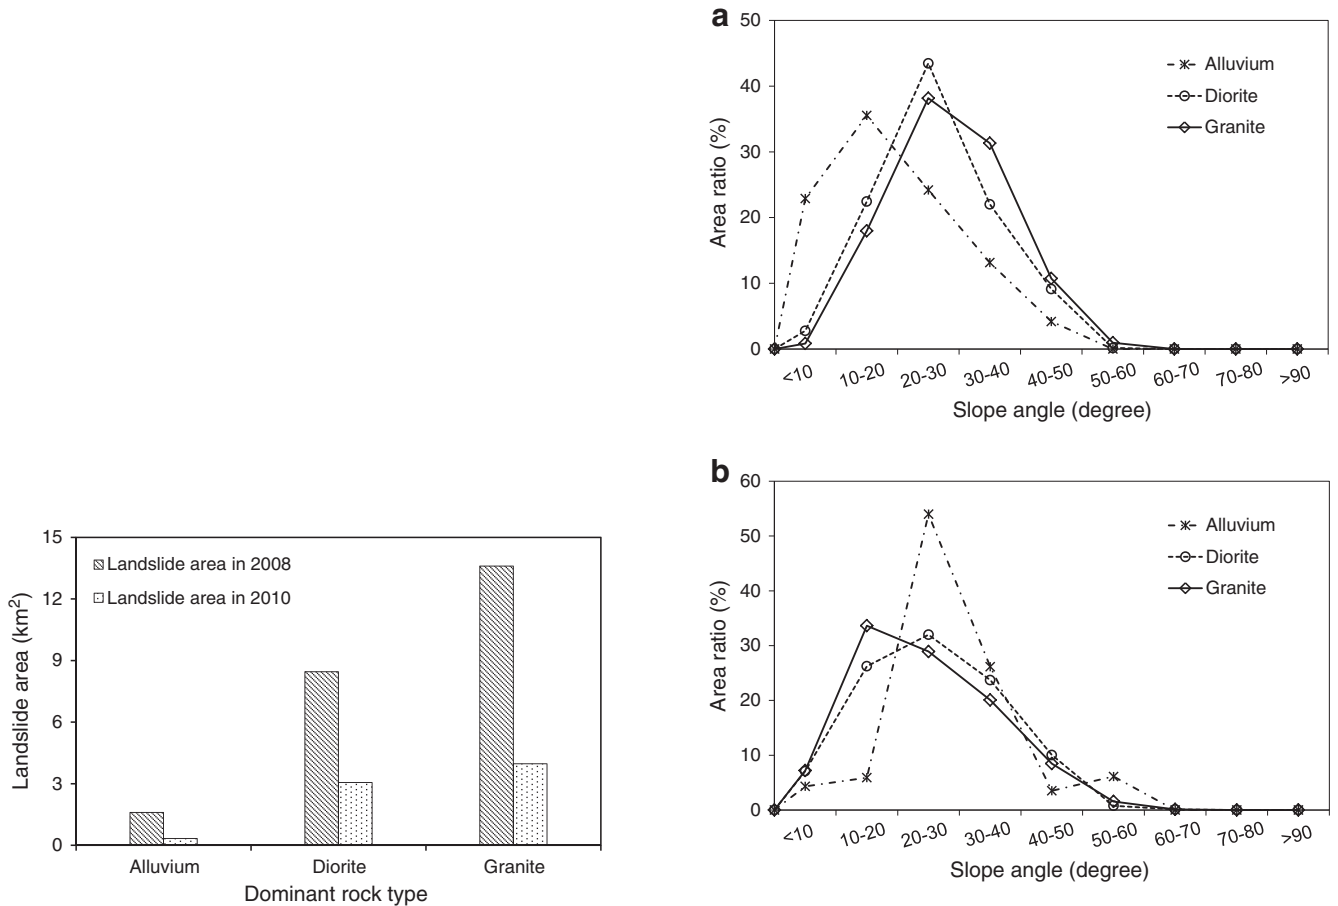 a
50
40
30
20
10
0
Area ratio (%)
Alluvium
Diorite
Granite
<10
10-20
20-30
30-40
40-50
50-60
60-70
70-80
>90
Slope angle (degree)
15
12
9
6
3
0
Landslide area (km²)
Landslide area in 2008
Landslide area in 2010
Alluvium
Diorite
Granite
Dominant rock type
b
60
50
40
30
20
10
0
Area ratio (%)
Alluvium
Diorite
Granite
<10
10-20
20-30
30-40
40-50
50-60
60-70
70-80
>90
Slope angle (degree)